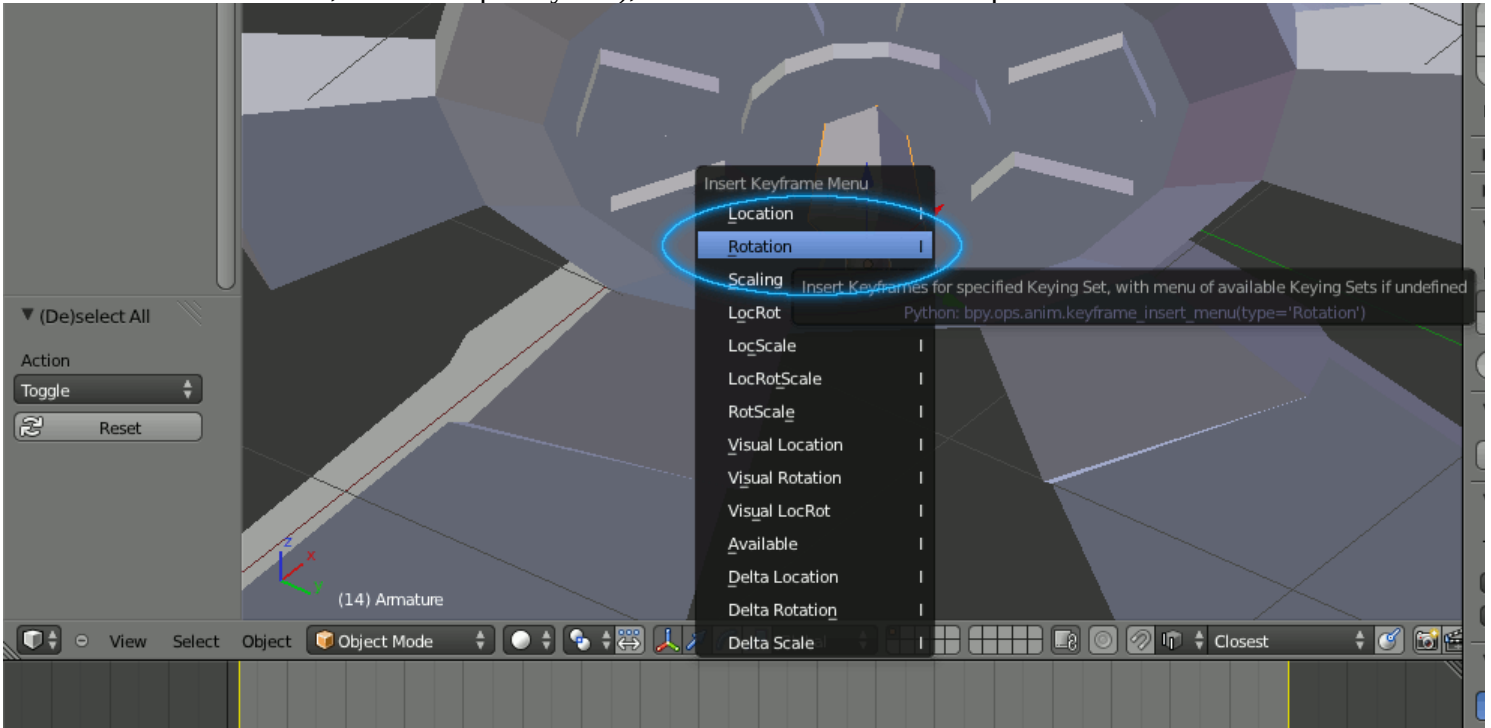 Insert Keyframe Menu
Location I
Rotation I
Scaling
Insert Keyframes for specified Keying Set, with menu of available Keying Sets if undefined
Python: bpy.ops.anim.keyframe_insert_menu(type='Rotation')
LocRot
LocScale I
LocRotScale I
RotScale I
Visual Location I
Visual Rotation I
Visual LocRot I
Available I
Delta Location I
Delta Rotation I
Delta Scale I
▼ (De)select All
Action
Toggle
Reset
z
x
y
(14) Armature
View Select Object Object Mode Closest